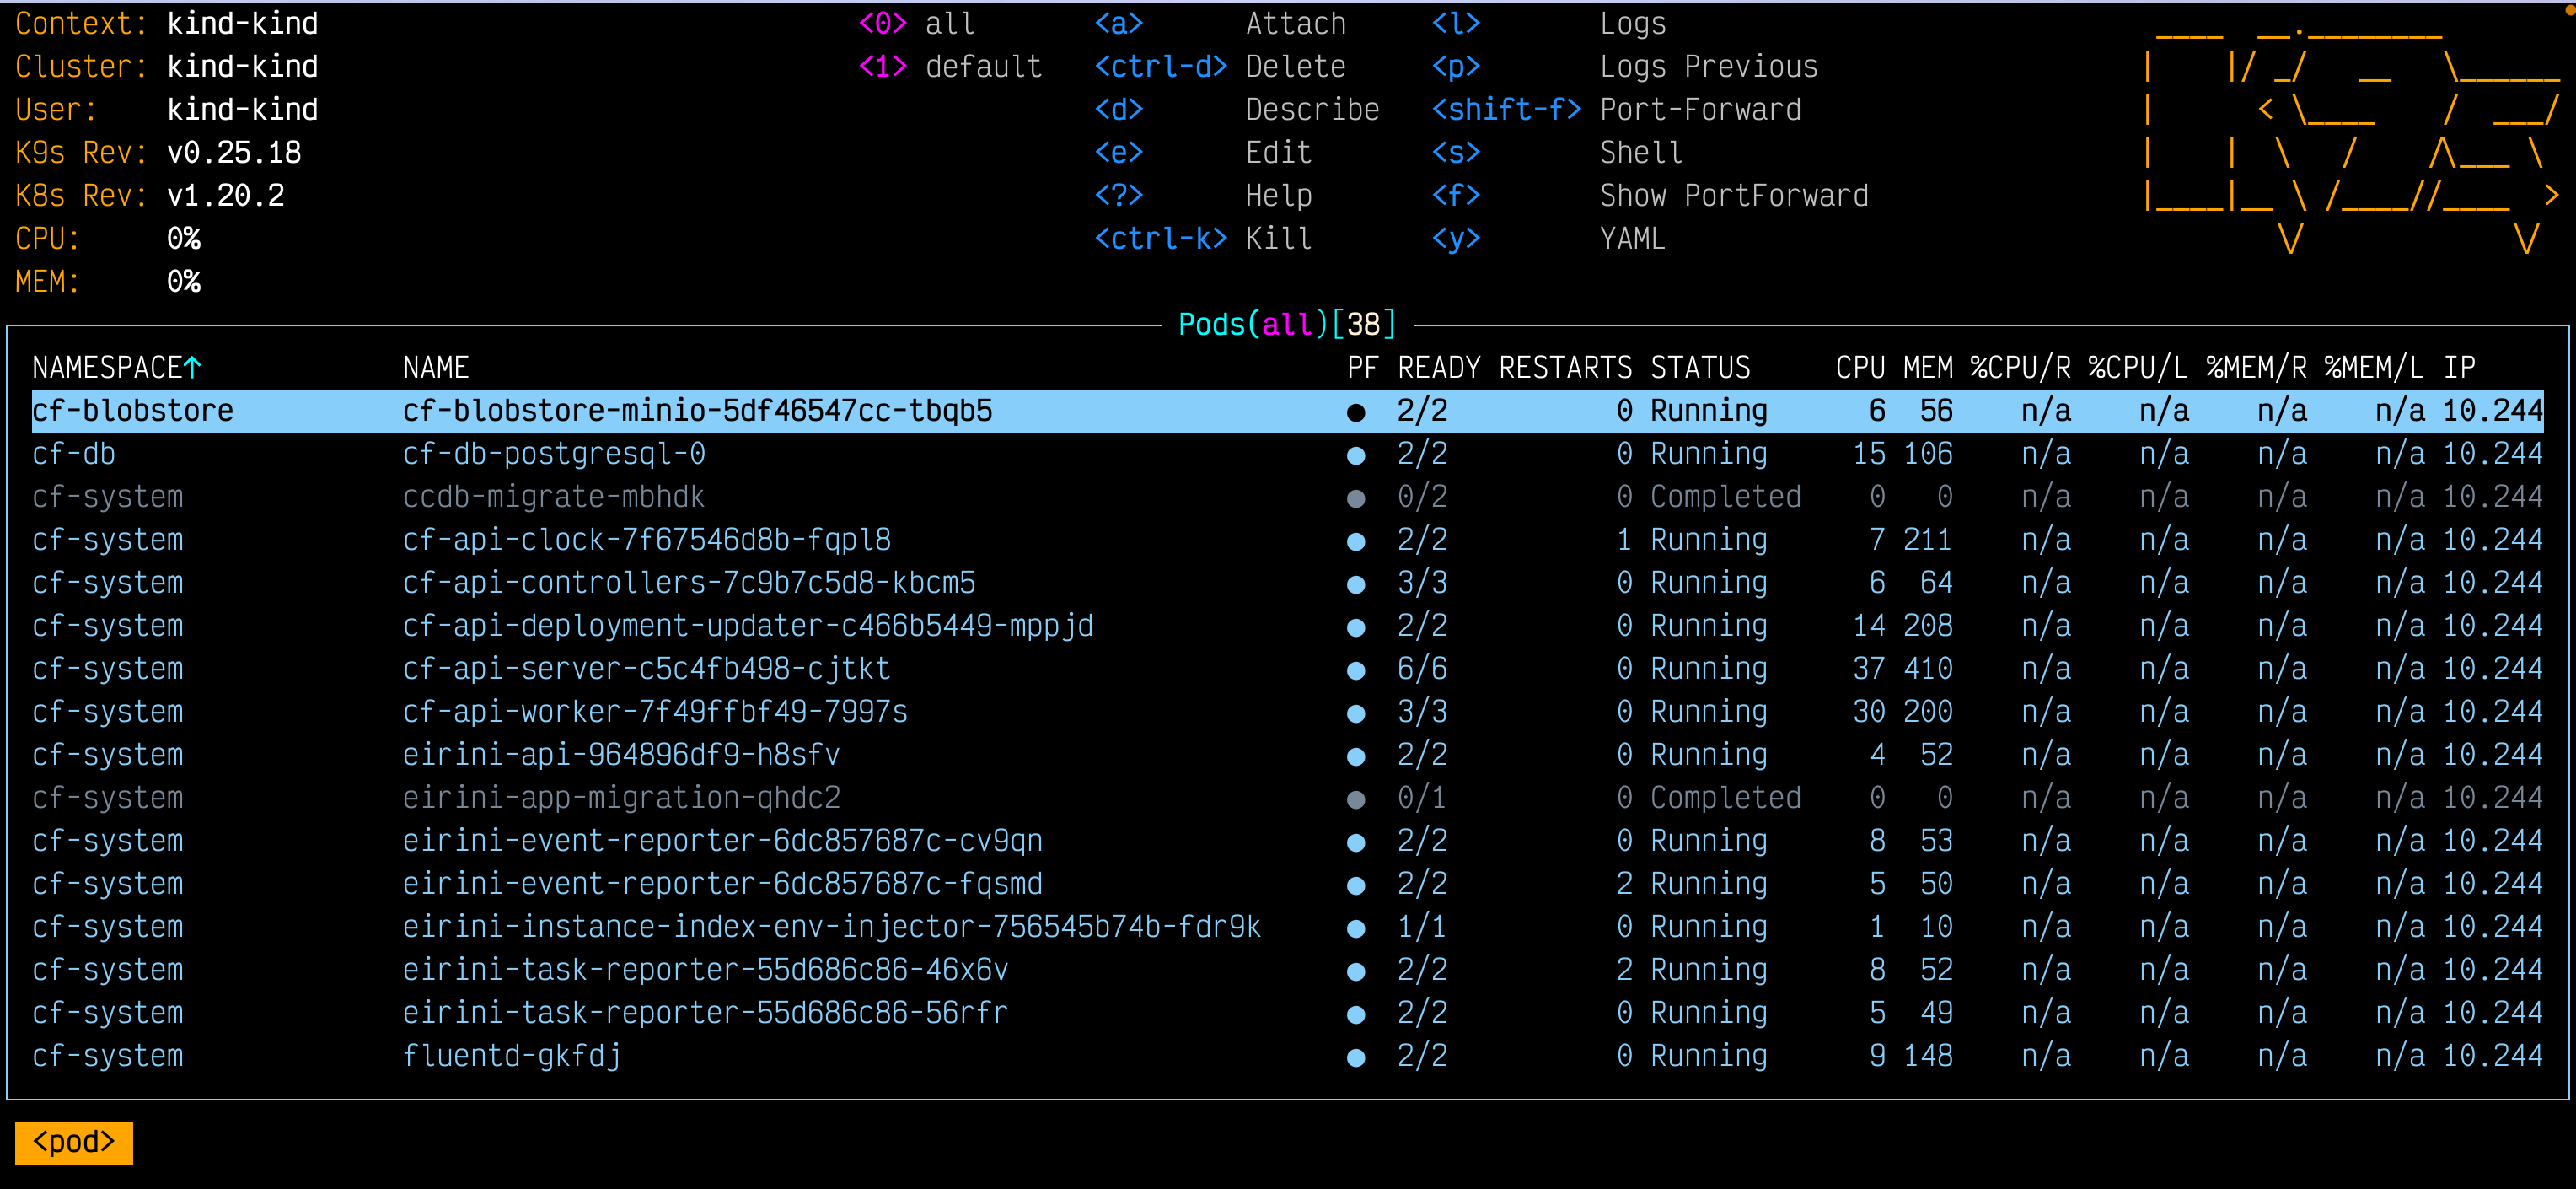 Context: kind-kind <0> all <a> Attach <l> Logs
Cluster: kind-kind <1> default <ctrl-d> Delete <p> Logs Previous
User: kind-kind <d> Describe <shift-f> Port-Forward
K9s Rev: v0.25.18 <e> Edit <s> Shell
K8s Rev: v1.20.2 <?> Help <f> Show PortForward
CPU: 0% <ctrl-k> Kill <y> YAML
MEM: 0%
Pods(all)[38]
NAMESPACE↑ NAME PF READY RESTARTS STATUS CPU MEM %CPU/R %CPU/L %MEM/R %MEM/L IP
cf-blobstore cf-blobstore-minio-5df46547cc-tbqb5 ● 2/2 0 Running 6 56 n/a n/a n/a n/a 10.244
cf-db cf-db-postgresql-0 ● 2/2 0 Running 15 106 n/a n/a n/a n/a 10.244
cf-system ccdb-migrate-mbhdk ● 0/2 0 Completed 0 0 n/a n/a n/a n/a 10.244
cf-system cf-api-clock-7f67546d8b-fqpl8 ● 2/2 1 Running 7 211 n/a n/a n/a n/a 10.244
cf-system cf-api-controllers-7c9b7c5d8-kbcm5 ● 3/3 0 Running 6 64 n/a n/a n/a n/a 10.244
cf-system cf-api-deployment-updater-c466b5449-mppjd ● 2/2 0 Running 14 208 n/a n/a n/a n/a 10.244
cf-system cf-api-server-c5c4fb498-cjtkt ● 6/6 0 Running 37 410 n/a n/a n/a n/a 10.244
cf-system cf-api-worker-7f49ffbf49-7997s ● 3/3 0 Running 30 200 n/a n/a n/a n/a 10.244
cf-system eirini-api-964896df9-h8sfv ● 2/2 0 Running 4 52 n/a n/a n/a n/a 10.244
cf-system eirini-app-migration-qhdc2 ● 0/1 0 Completed 0 0 n/a n/a n/a n/a 10.244
cf-system eirini-event-reporter-6dc857687c-cv9qn ● 2/2 0 Running 8 53 n/a n/a n/a n/a 10.244
cf-system eirini-event-reporter-6dc857687c-fqsmd ● 2/2 2 Running 5 50 n/a n/a n/a n/a 10.244
cf-system eirini-instance-index-env-injector-756545b74b-fdr9k ● 1/1 0 Running 1 10 n/a n/a n/a n/a 10.244
cf-system eirini-task-reporter-55d686c86-46x6v ● 2/2 2 Running 8 52 n/a n/a n/a n/a 10.244
cf-system eirini-task-reporter-55d686c86-56rfr ● 2/2 0 Running 5 49 n/a n/a n/a n/a 10.244
cf-system fluentd-gkfdj ● 2/2 0 Running 9 148 n/a n/a n/a n/a 10.244
<pod>